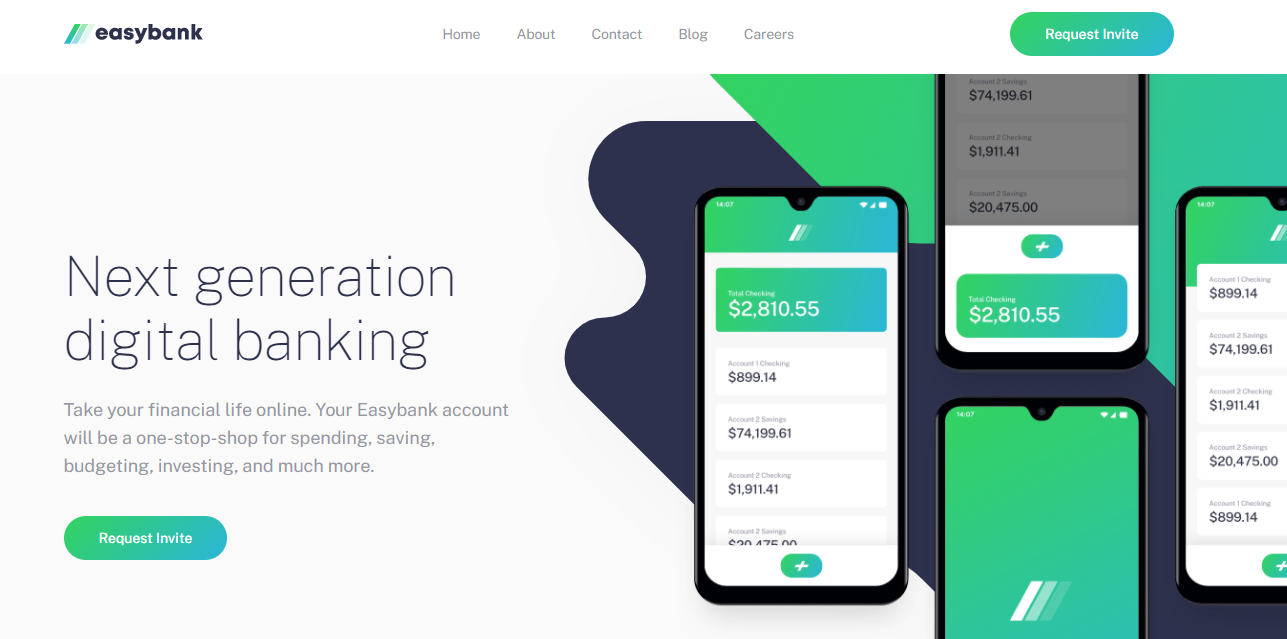 easybank
Home
About
Contact
Blog
Careers
Request Invite
Next generation
digital banking
Take your financial life online. Your Easybank account
will be a one-stop-shop for spending, saving,
budgeting, investing, and much more.
Request Invite
14:07
Total Checking
$2,810.55
Account 1 Checking
$899.14
Account 2 Savings
$74,199.61
Account 2 Checking
$1,911.41
Account 2 Savings
$20,475.00
Account 2 Savings
$74,199.61
Account 2 Checking
$1,911.41
Account 2 Savings
$20,475.00
Total Checking
$2,810.55
14:07
14:07
Account 1 Checking
$899.14
Account 2 Savings
$74,199.61
Account 2 Checking
$1,911.41
Account 2 Savings
$20,475.00
Account 1 Checking
$899.14